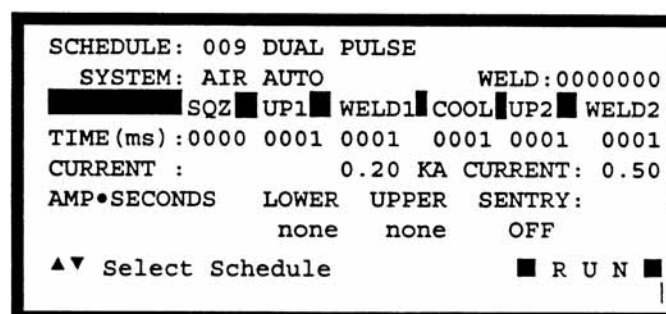 SCHEDULE: 009 DUAL PULSE
SYSTEM: AIR AUTO WELD:0000000
SQZ UP1 WELD1 COOL UP2 WELD2
TIME(ms):0000 0001 0001 0001 0001 0001
CURRENT : 0.20 KA CURRENT: 0.50
AMP•SECONDS LOWER UPPER SENTRY:
none none OFF
▲▼ Select Schedule ■ R U N ■